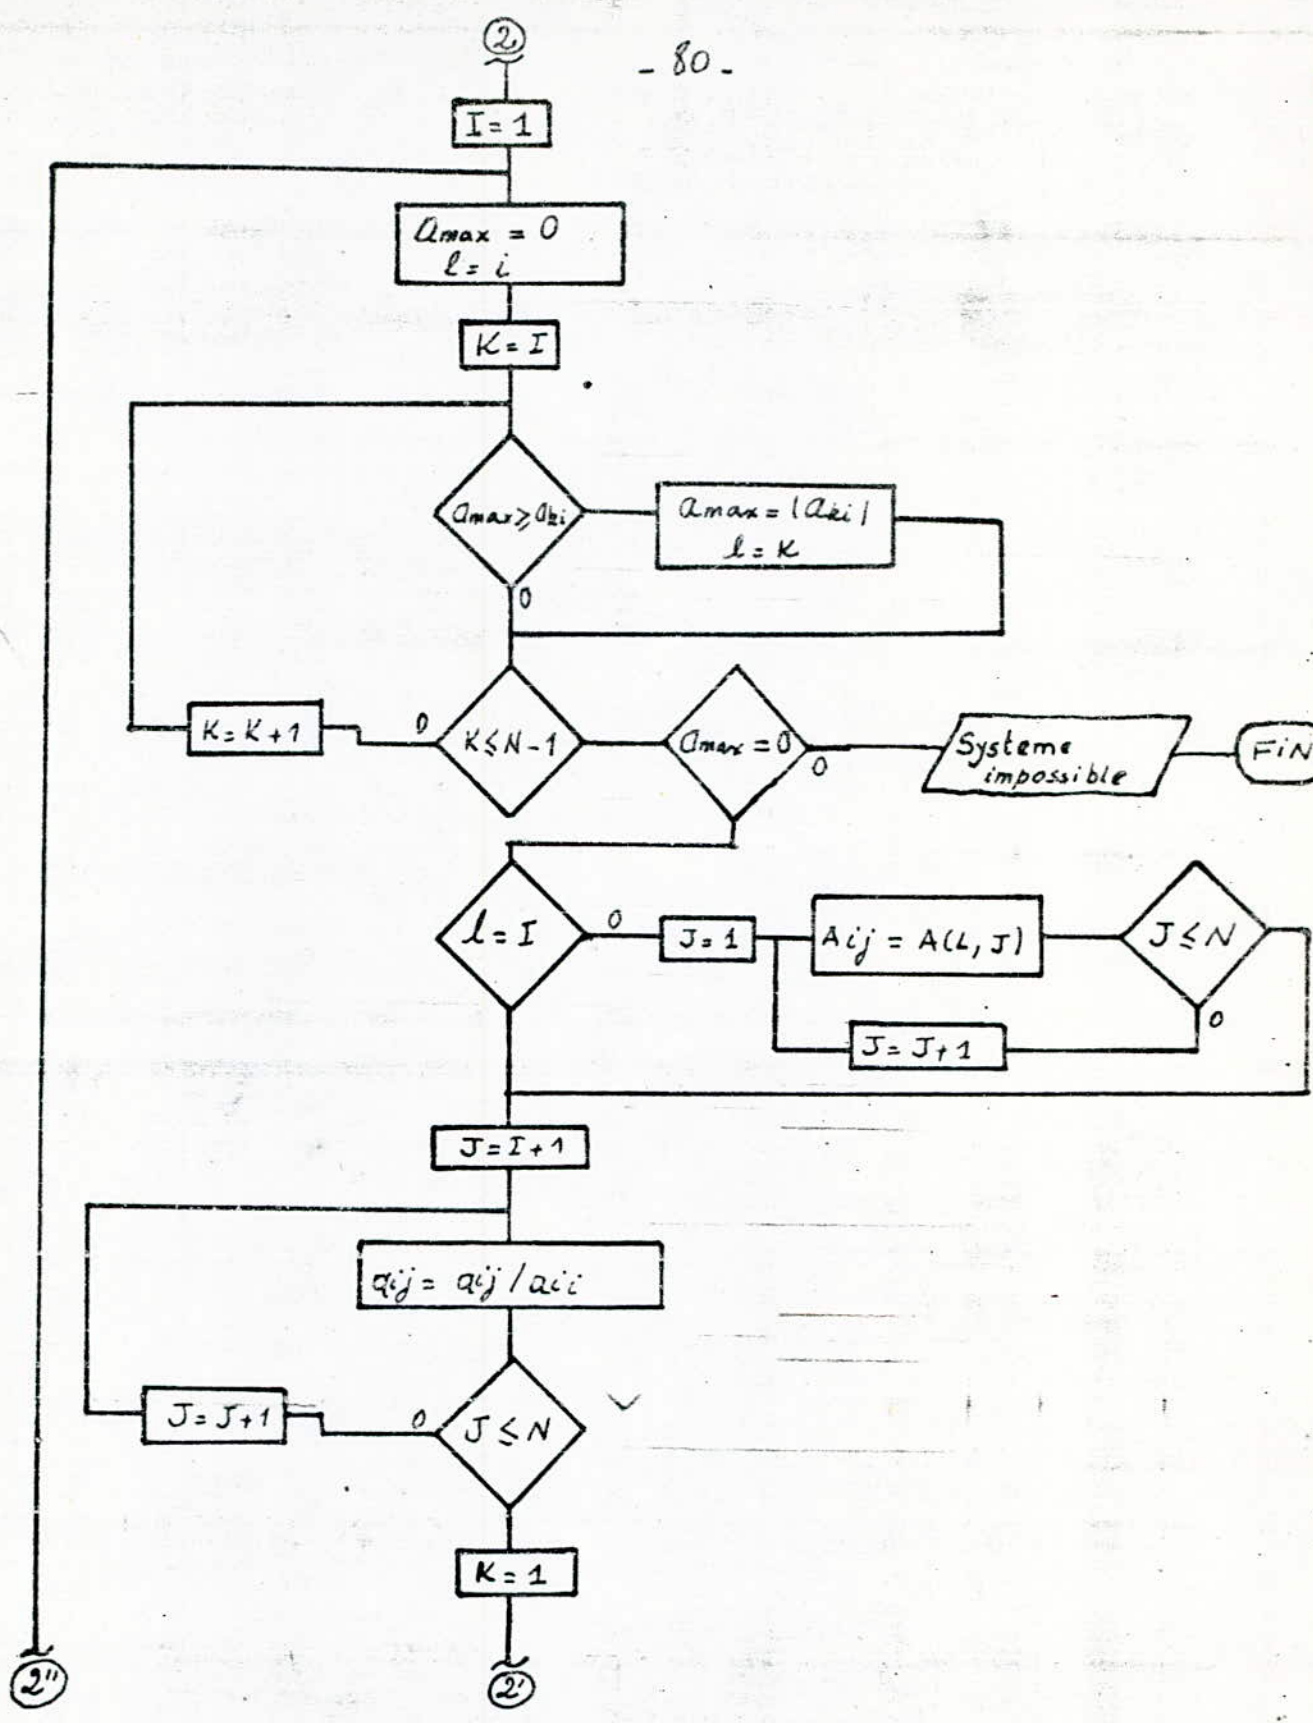 2
- 80 -
I = 1
amax = 0
l = i
K = I
amax ≥ aki
amax = |aki|
l = K
0
K = K + 1
0
K ≤ N - 1
amax = 0
0
Systeme
impossible
FiN
l = I
0
J = 1
Aij = A(L, J)
J ≤ N
0
J = J + 1
J = I + 1
aij = aij / aii
J = J + 1
0
J ≤ N
K = 1
2"
2'